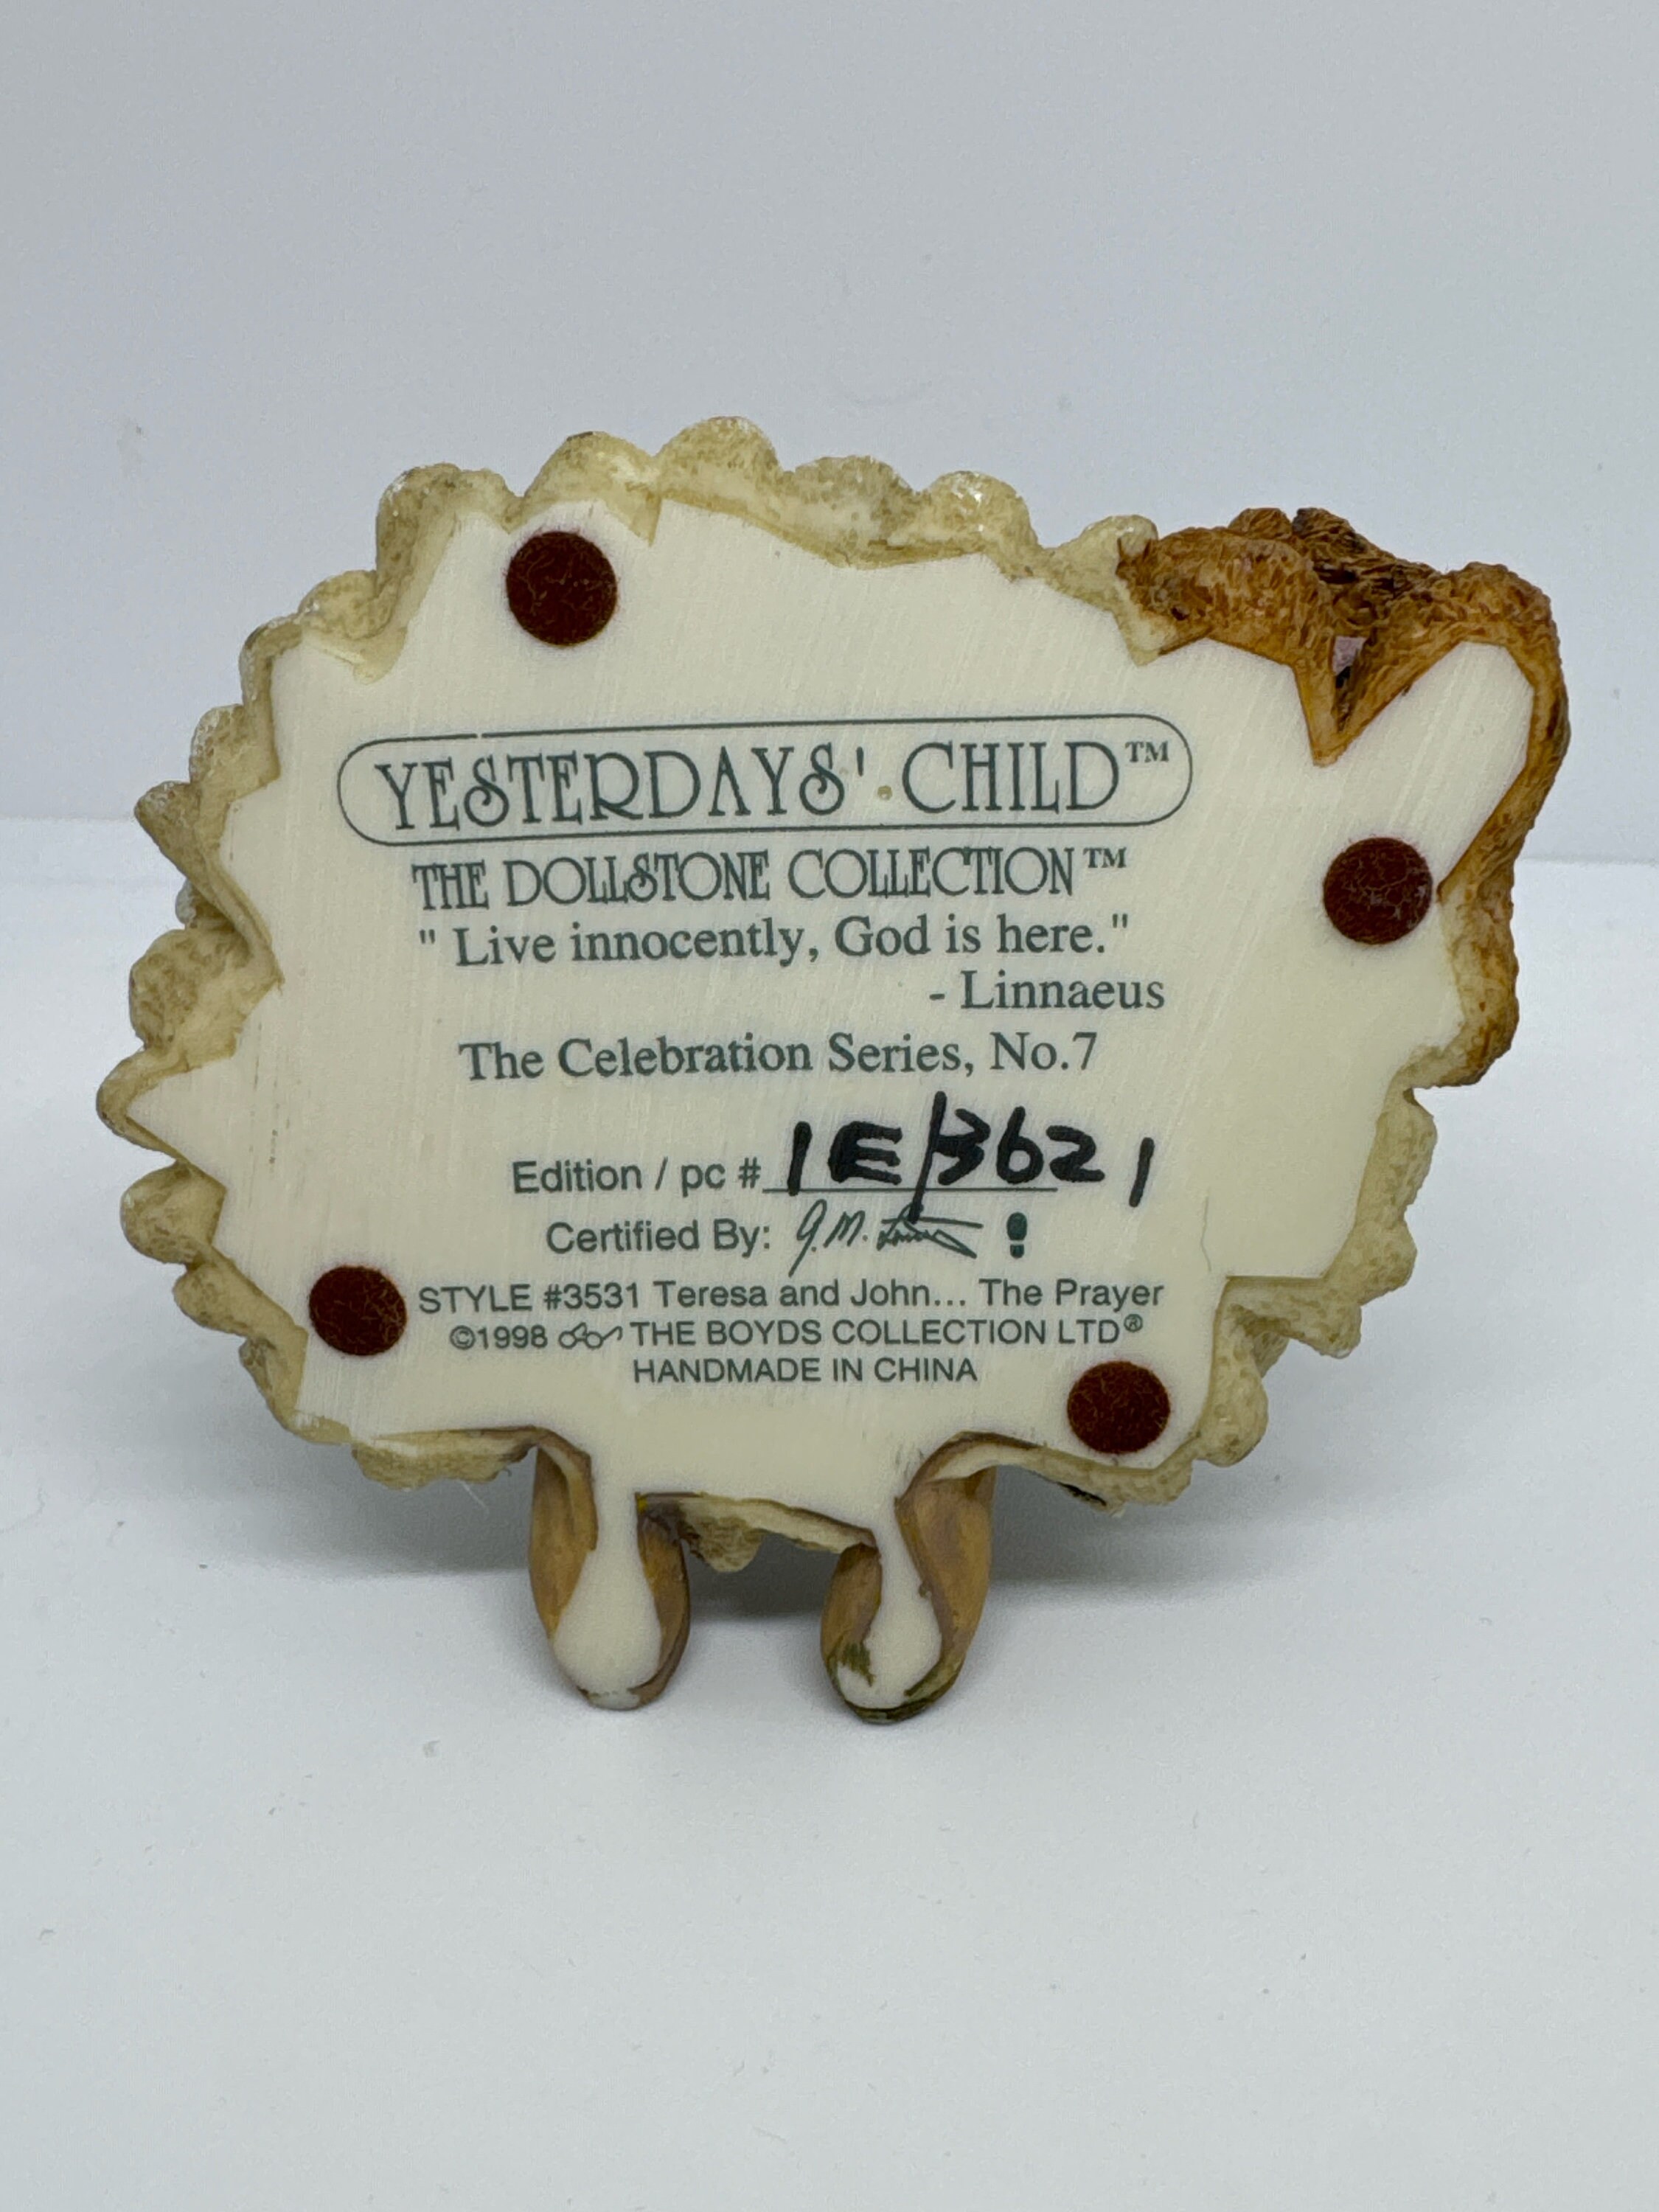 YESTERDAYS' CHILD™
THE DOLLSTONE COLLECTION™
" Live innocently, God is here."
- Linnaeus
The Celebration Series, No.7
Edition / pc # 1E/3621
Certified By: G.M.
STYLE #3531 Teresa and John... The Prayer
©1998 THE BOYDS COLLECTION LTD®
HANDMADE IN CHINA